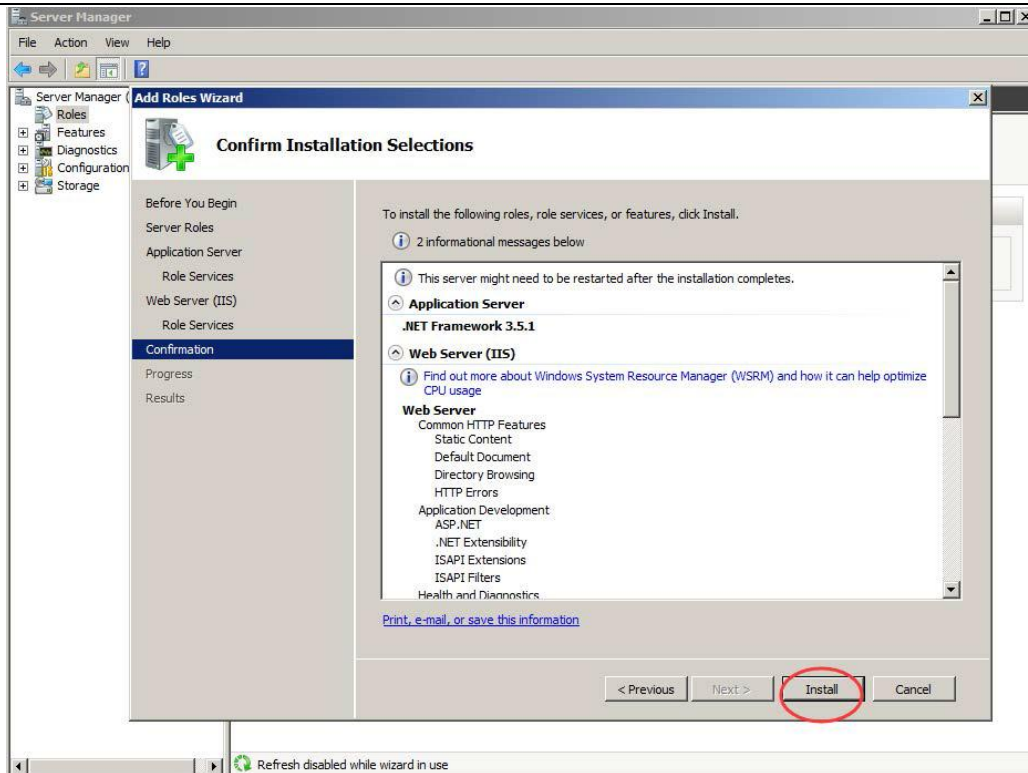 Server Manager
File Action View Help
Server Manager (
Roles
Features
Diagnostics
Configuration
Storage
Add Roles Wizard
Confirm Installation Selections
Before You Begin
Server Roles
Application Server
Role Services
Web Server (IIS)
Role Services
Confirmation
Progress
Results
To install the following roles, role services, or features, click Install.
2 informational messages below
This server might need to be restarted after the installation completes.
Application Server
.NET Framework 3.5.1
Web Server (IIS)
Find out more about Windows System Resource Manager (WSRM) and how it can help optimize
CPU usage
Web Server
Common HTTP Features
Static Content
Default Document
Directory Browsing
HTTP Errors
Application Development
ASP.NET
.NET Extensibility
ISAPI Extensions
ISAPI Filters
Health and Diagnostics
Print, e-mail, or save this information
< Previous Next > Install Cancel
Refresh disabled while wizard in use